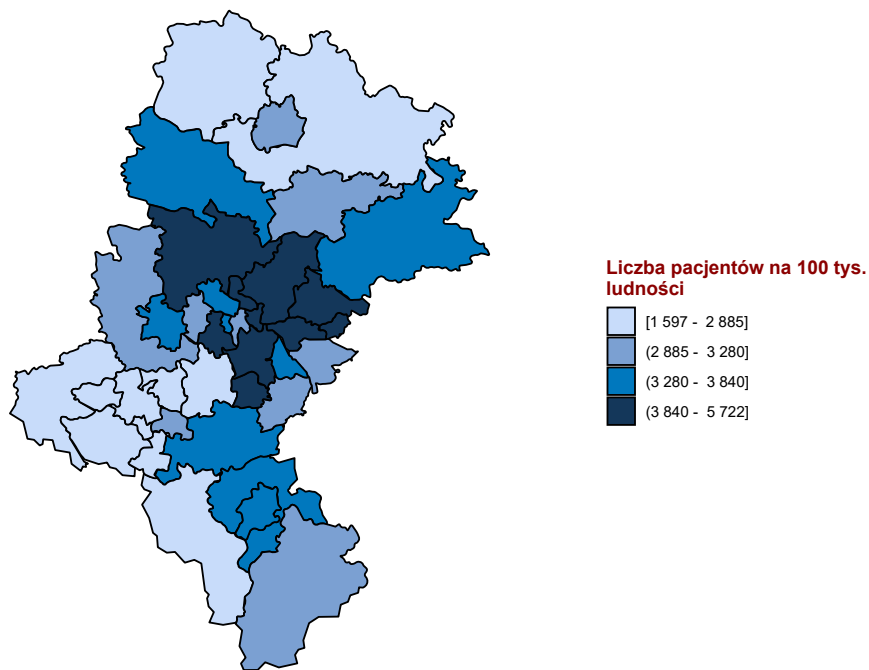 Liczba pacjentów na 100 tys.
ludności
[1 597 - 2 885]
(2 885 - 3 280]
(3 280 - 3 840]
(3 840 - 5 722]